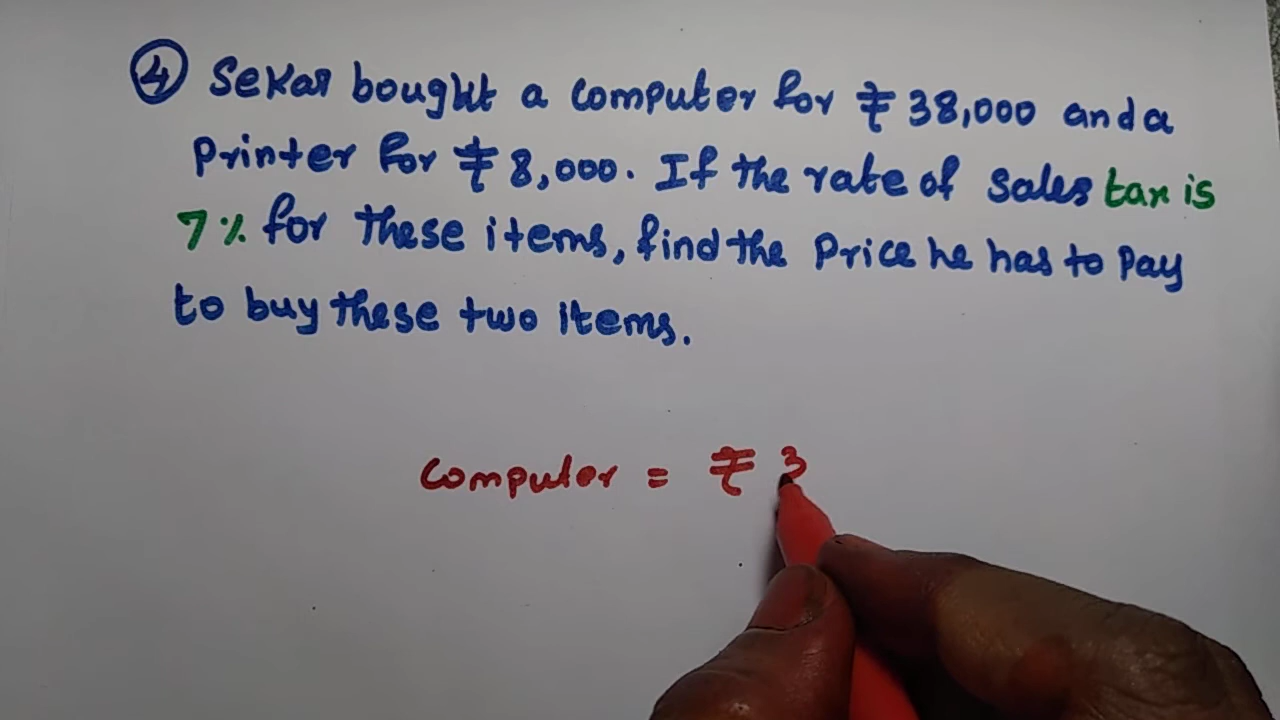 4 Sekar bought a computer for ₹ 38,000 and a
Printer for ₹ 8,000. If the rate of sales tax is
7% for these items, find the Price he has to Pay
to buy these two items.
Computer = ₹ 3